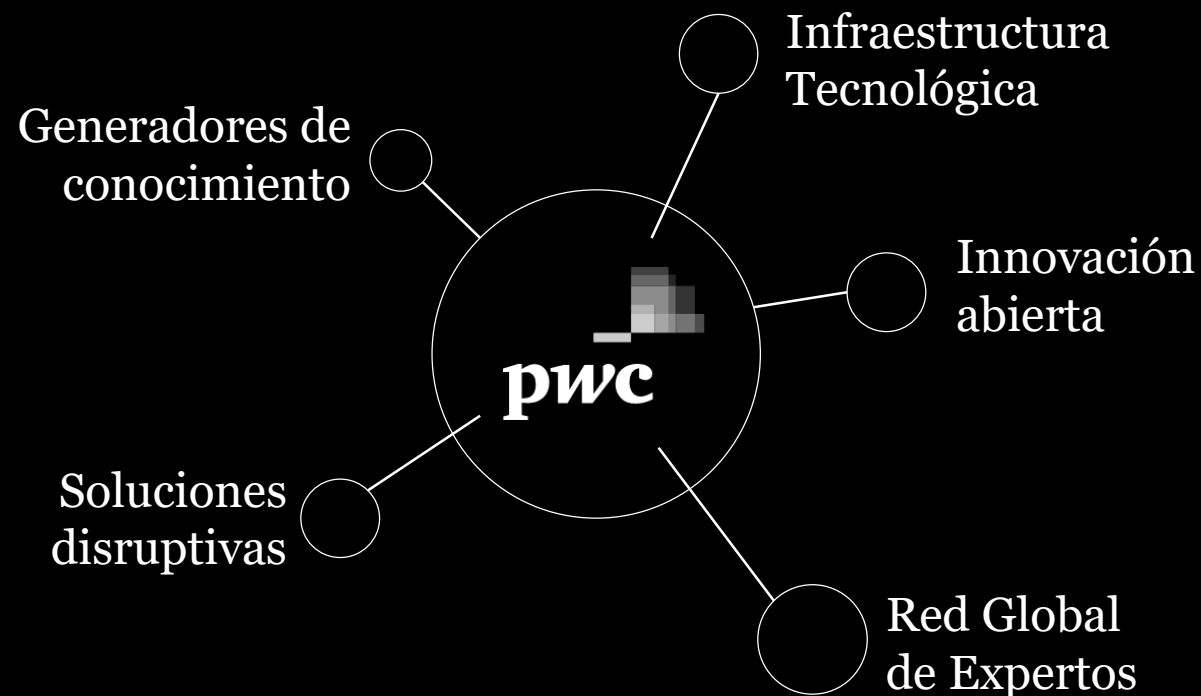 Infraestructura
Tecnológica
Generadores de
conocimiento
Innovación
abierta
pwc
Soluciones
disruptivas
Red Global
de Expertos